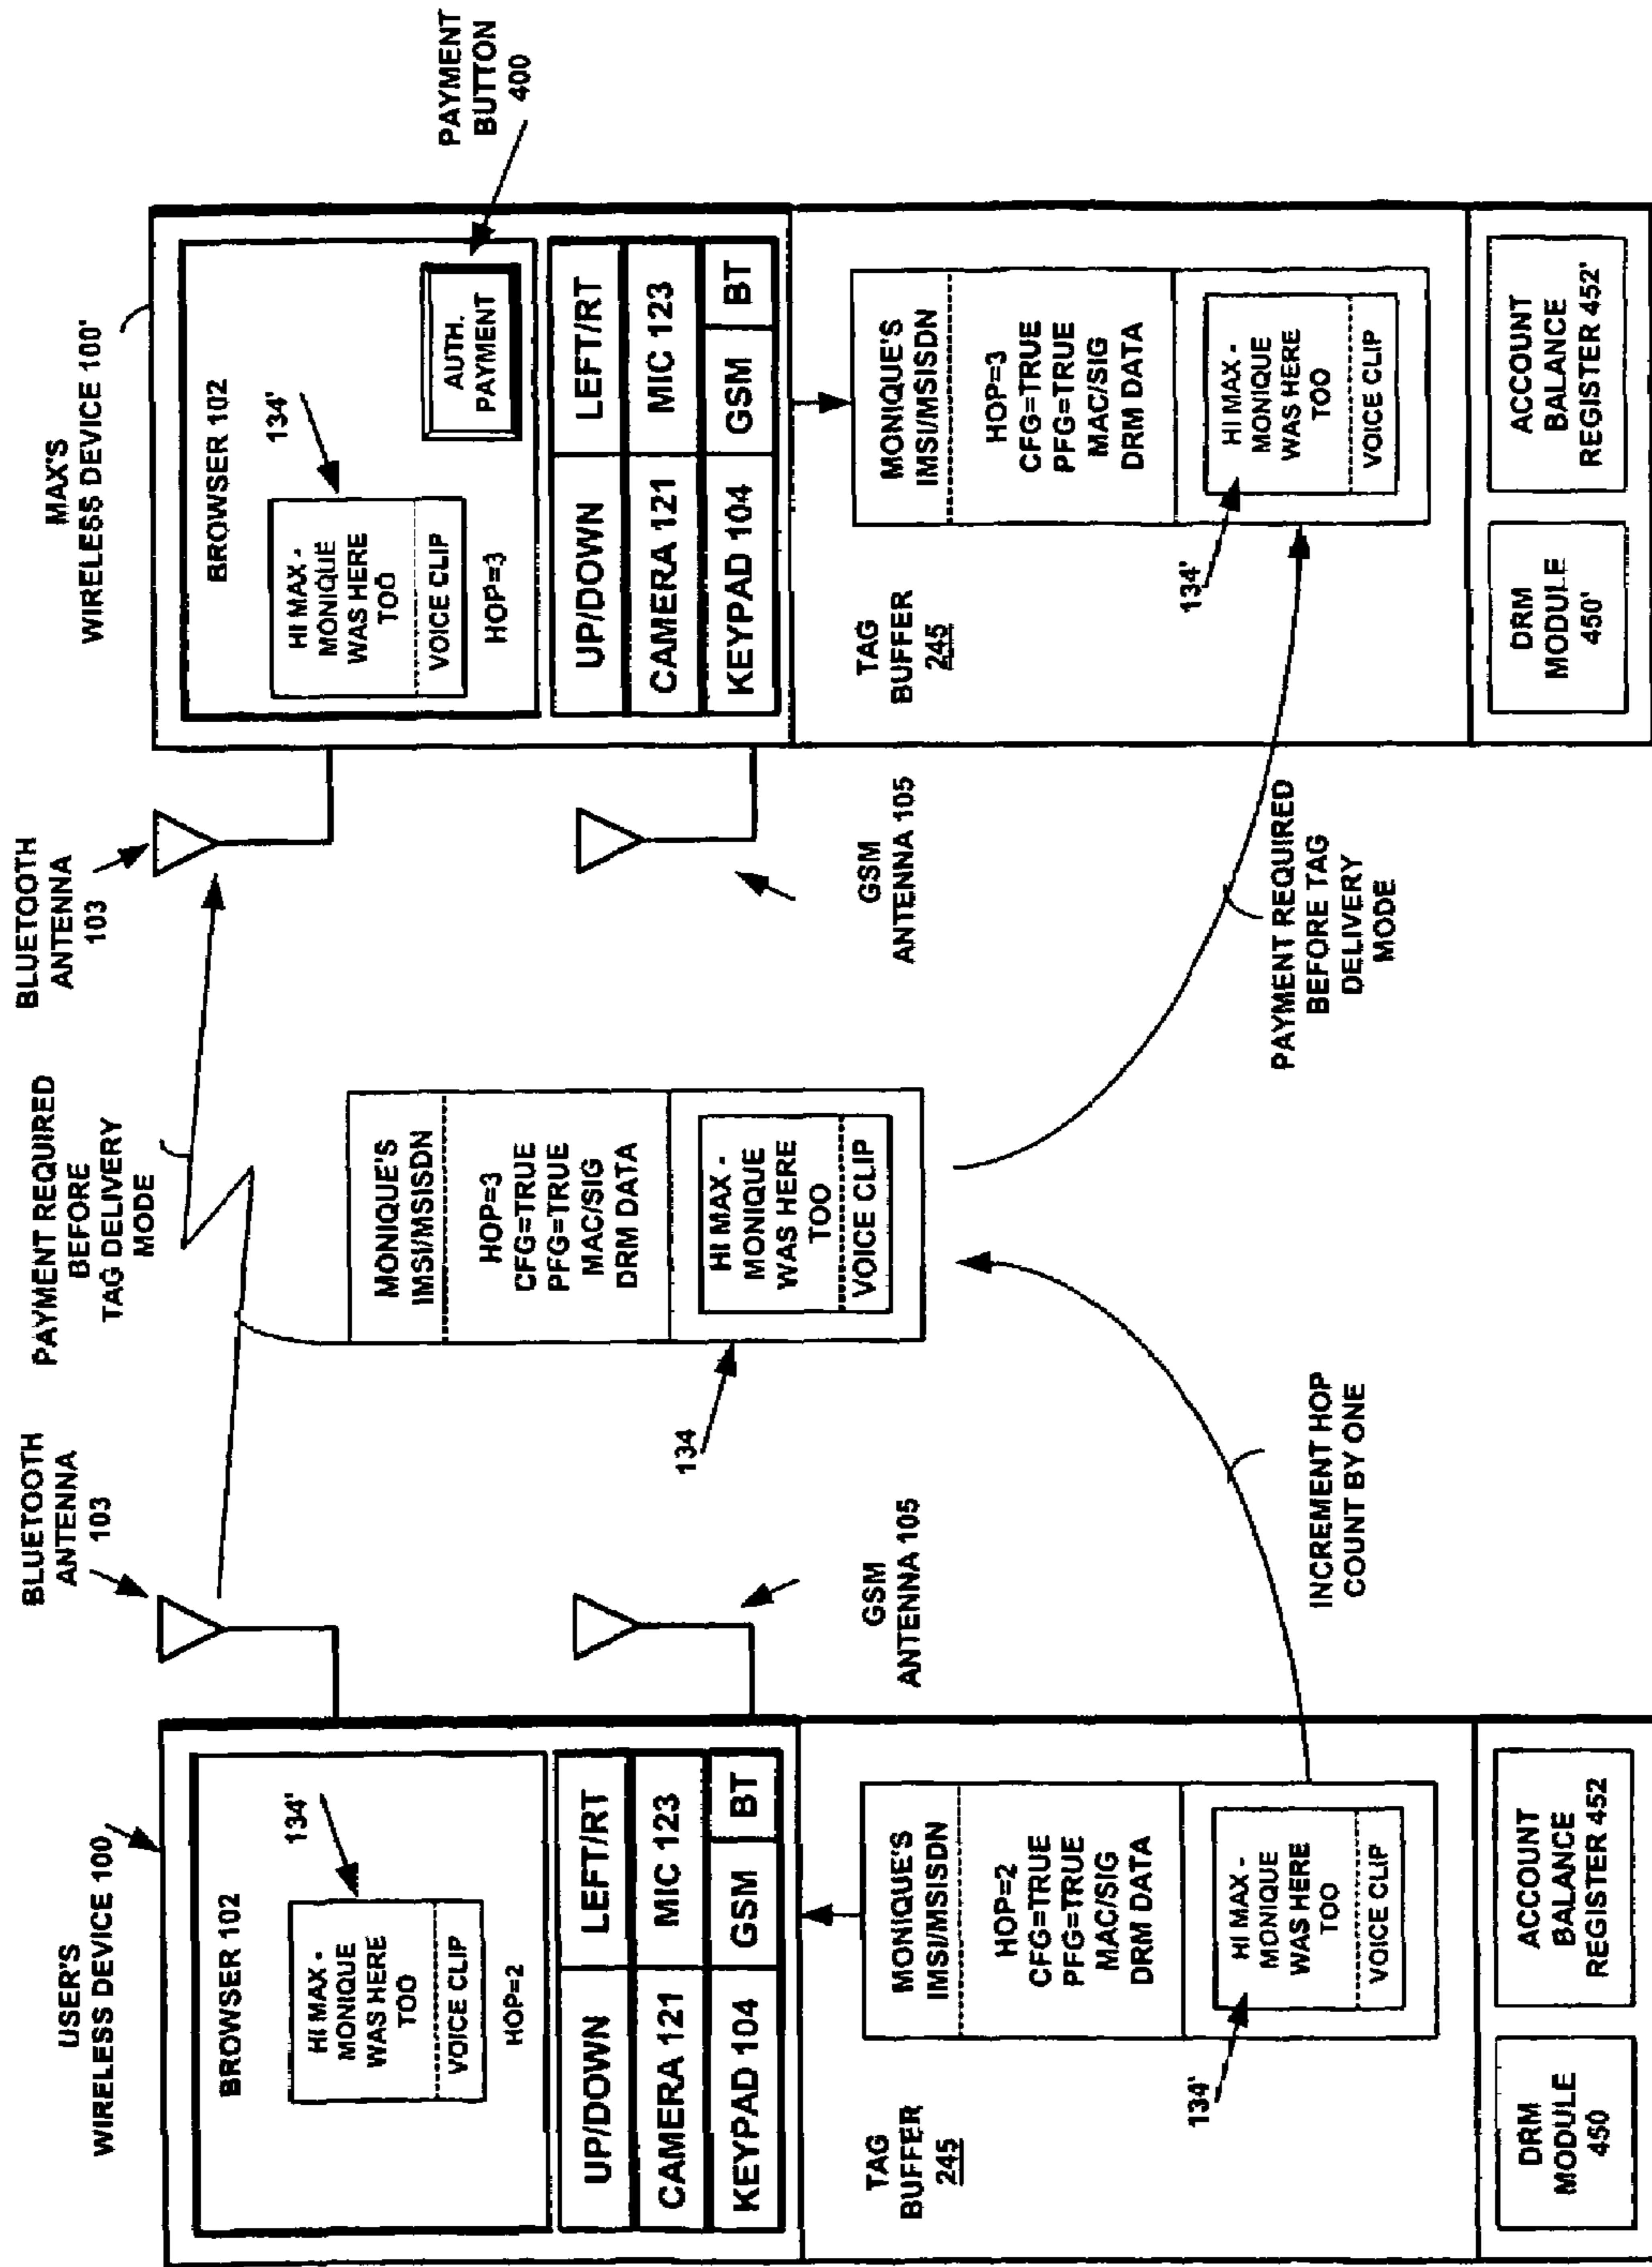 USER'S
WIRELESS DEVICE 100
BROWSER 102
134'
HI MAX -
MONIQUE
WAS HERE
TOO
VOICE CLIP
HOP=2
UP/DOWN
LEFT/RT
CAMERA 121
MIC 123
KEYPAD 104
GSM
BT
TAG
BUFFER
245
MONIQUE'S
IMSI/MSISDN
HOP=2
CFG=TRUE
PFG=TRUE
MAC/SIG
DRM DATA
134'
HI MAX -
MONIQUE
WAS HERE
TOO
VOICE CLIP
DRM
MODULE
450
ACCOUNT
BALANCE
REGISTER 452
BLUETOOTH
ANTENNA
103
GSM
ANTENNA 105
INCREMENT HOP
COUNT BY ONE
PAYMENT REQUIRED
BEFORE
TAG DELIVERY
MODE
MONIQUE'S
IMSI/MSISDN
HOP=3
CFG=TRUE
PFG=TRUE
MAC/SIG
DRM DATA
134
HI MAX -
MONIQUE
WAS HERE
TOO
VOICE CLIP
PAYMENT REQUIRED
BEFORE TAG
DELIVERY
MODE
BLUETOOTH
ANTENNA
103
GSM
ANTENNA 105
MAX'S
WIRELESS DEVICE 100'
BROWSER 102
134'
HI MAX -
MONIQUE
WAS HERE
TOO
VOICE CLIP
HOP=3
AUTH.
PAYMENT
PAYMENT
BUTTON
400
UP/DOWN
LEFT/RT
CAMERA 121
MIC 123
KEYPAD 104
GSM
BT
TAG
BUFFER
245
MONIQUE'S
IMSI/MSISDN
HOP=3
CFG=TRUE
PFG=TRUE
MAC/SIG
DRM DATA
134'
HI MAX -
MONIQUE
WAS HERE
TOO
VOICE CLIP
DRM
MODULE
450'
ACCOUNT
BALANCE
REGISTER 452'